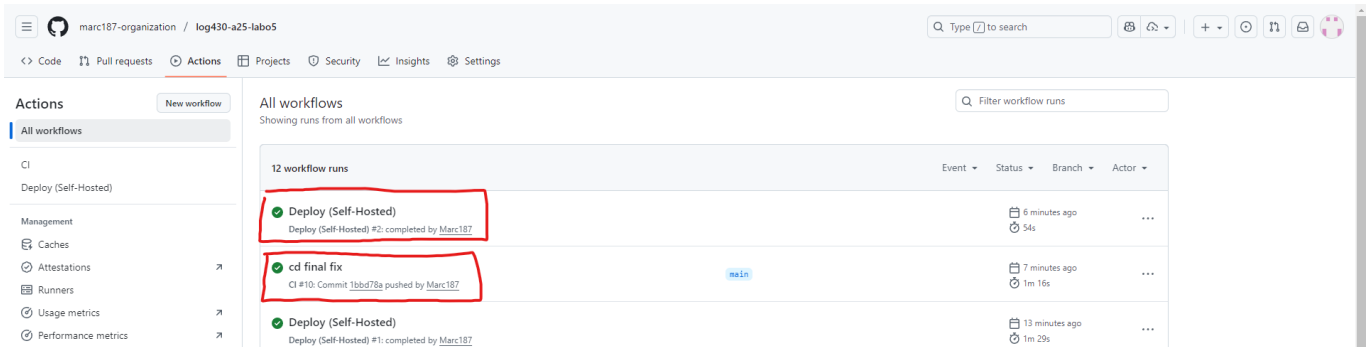 marc187-organization / log430-a25-labo5
Type / to search
<> Code Pull requests Actions Projects Security Insights Settings
Actions
New workflow
All workflows
CI
Deploy (Self-Hosted)
Management
Caches
Attestations
Runners
Usage metrics
Performance metrics
All workflows
Showing runs from all workflows
Filter workflow runs
12 workflow runs Event Status Branch Actor
Deploy (Self-Hosted)
Deploy (Self-Hosted) #2: completed by Marc187
6 minutes ago
54s
cd final fix
CI #10: Commit 1bbd78a pushed by Marc187
main
7 minutes ago
1m 16s
Deploy (Self-Hosted)
Deploy (Self-Hosted) #1: completed by Marc187
13 minutes ago
1m 29s